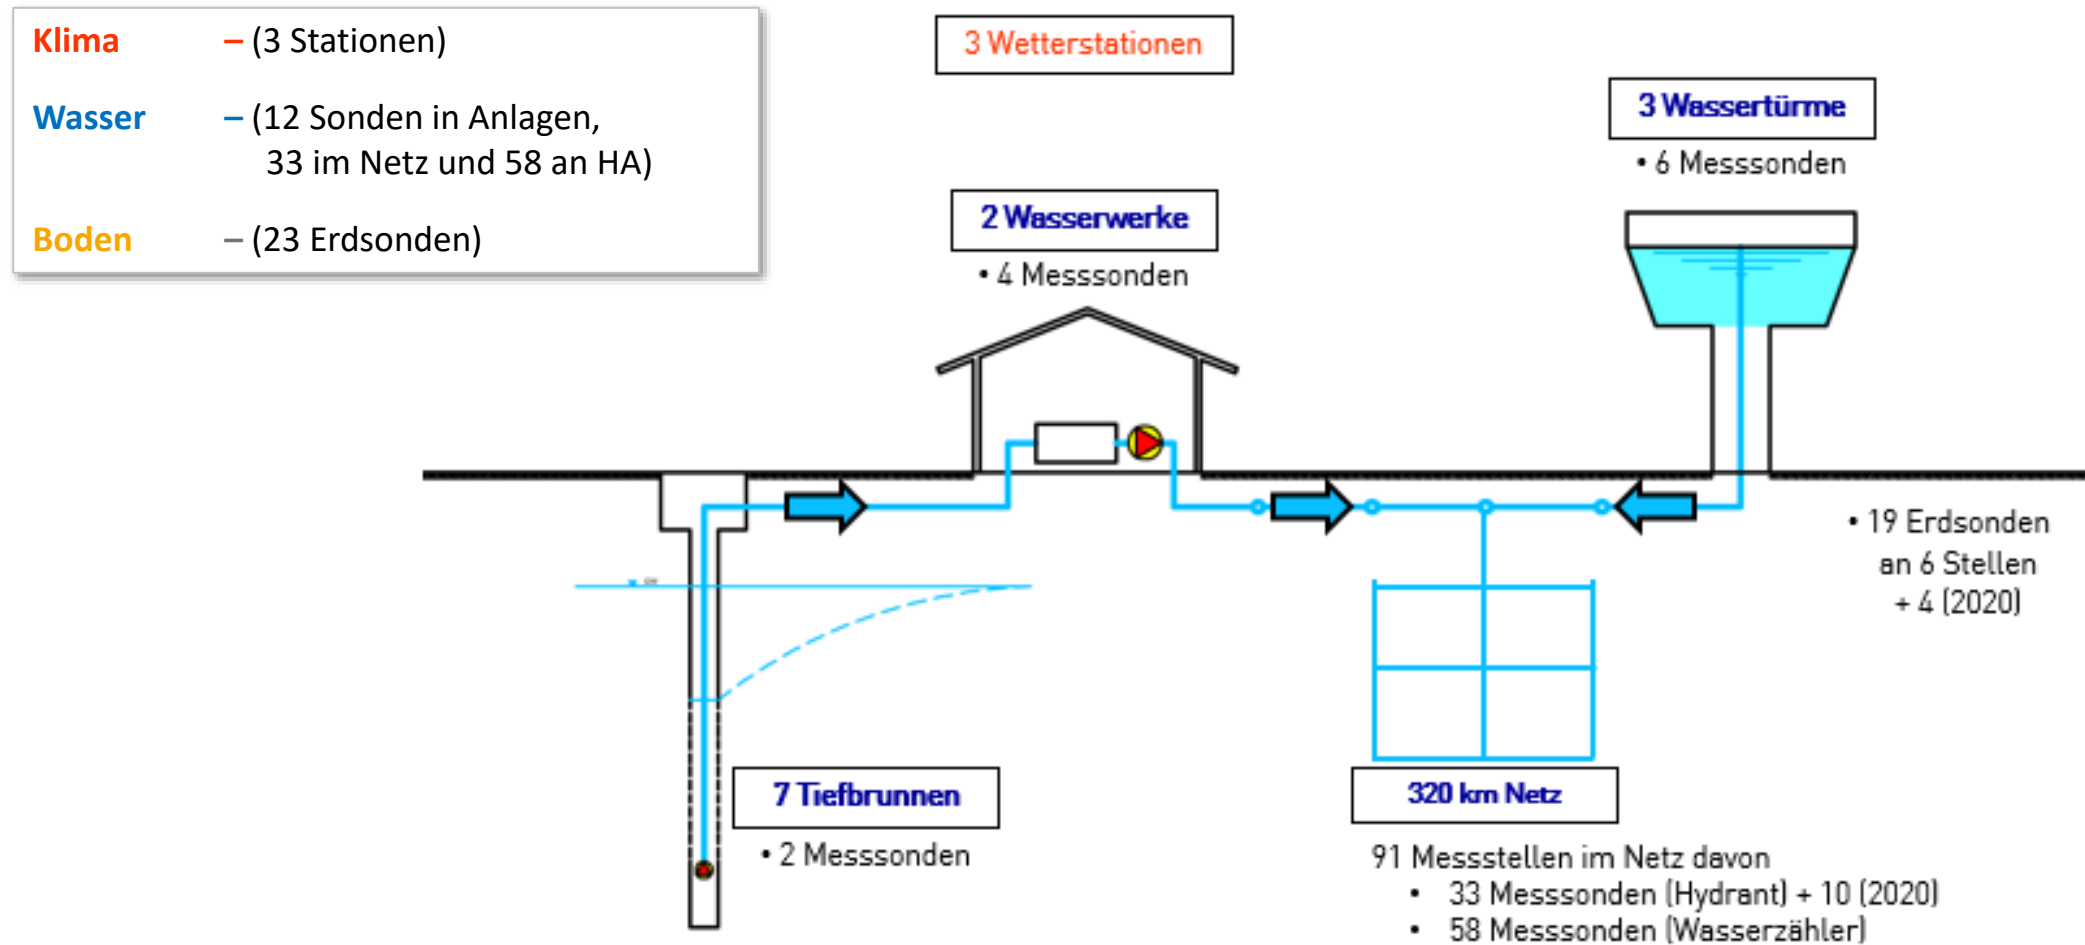 Klima – (3 Stationen)
Wasser – (12 Sonden in Anlagen,
33 im Netz und 58 an HA)
Boden – (23 Erdsonden)
3 Wetterstationen
3 Wassertürme
• 6 Messsonden
2 Wasserwerke
• 4 Messsonden
• 19 Erdsonden
an 6 Stellen
+ 4 (2020)
7 Tiefbrunnen
• 2 Messsonden
320 km Netz
91 Messstellen im Netz davon
• 33 Messsonden (Hydrant) + 10 (2020)
• 58 Messsonden (Wasserzähler)